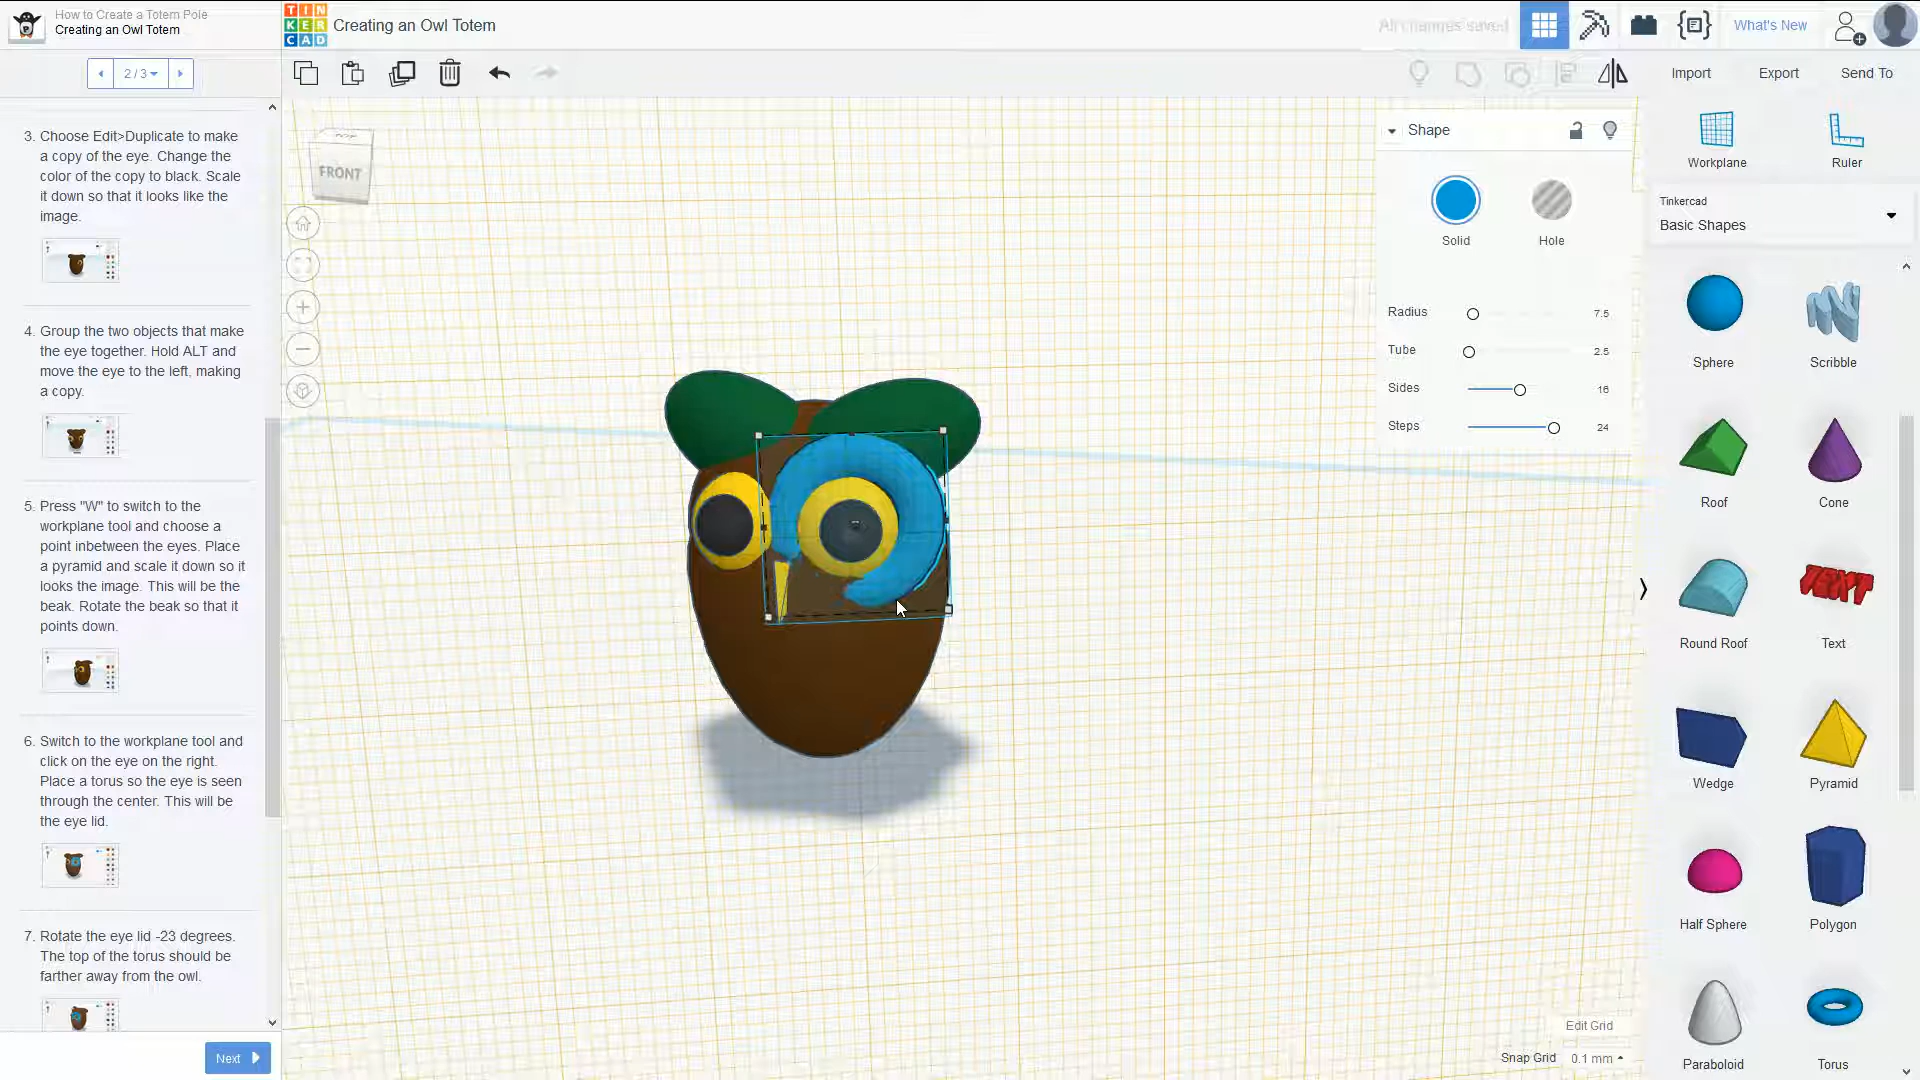 How to Create a Totem Pole
Creating an Owl Totem
TIN
KER
CAD
Creating an Owl Totem
All changes saved
What's New
2 / 3
Import
Export
Send To
3. Choose Edit>Duplicate to make
a copy of the eye. Change the
color of the copy to black. Scale
it down so that it looks like the
image.
4. Group the two objects that make
the eye together. Hold ALT and
move the eye to the left, making
a copy.
5. Press "W" to switch to the
workplane tool and choose a
point inbetween the eyes. Place
a pyramid and scale it down so it
looks the image. This will be the
beak. Rotate the beak so that it
points down.
6. Switch to the workplane tool and
click on the eye on the right.
Place a torus so the eye is seen
through the center. This will be
the eye lid.
7. Rotate the eye lid -23 degrees.
The top of the torus should be
farther away from the owl.
Next
TOP
FRONT
Shape
Solid
Hole
Radius 7.5
Tube 2.5
Sides 16
Steps 24
Workplane
Ruler
Tinkercad
Basic Shapes
Sphere
Scribble
Roof
Cone
Round Roof
TEXT
Text
Wedge
Pyramid
Half Sphere
Polygon
Paraboloid
Torus
Edit Grid
Snap Grid 0.1 mm